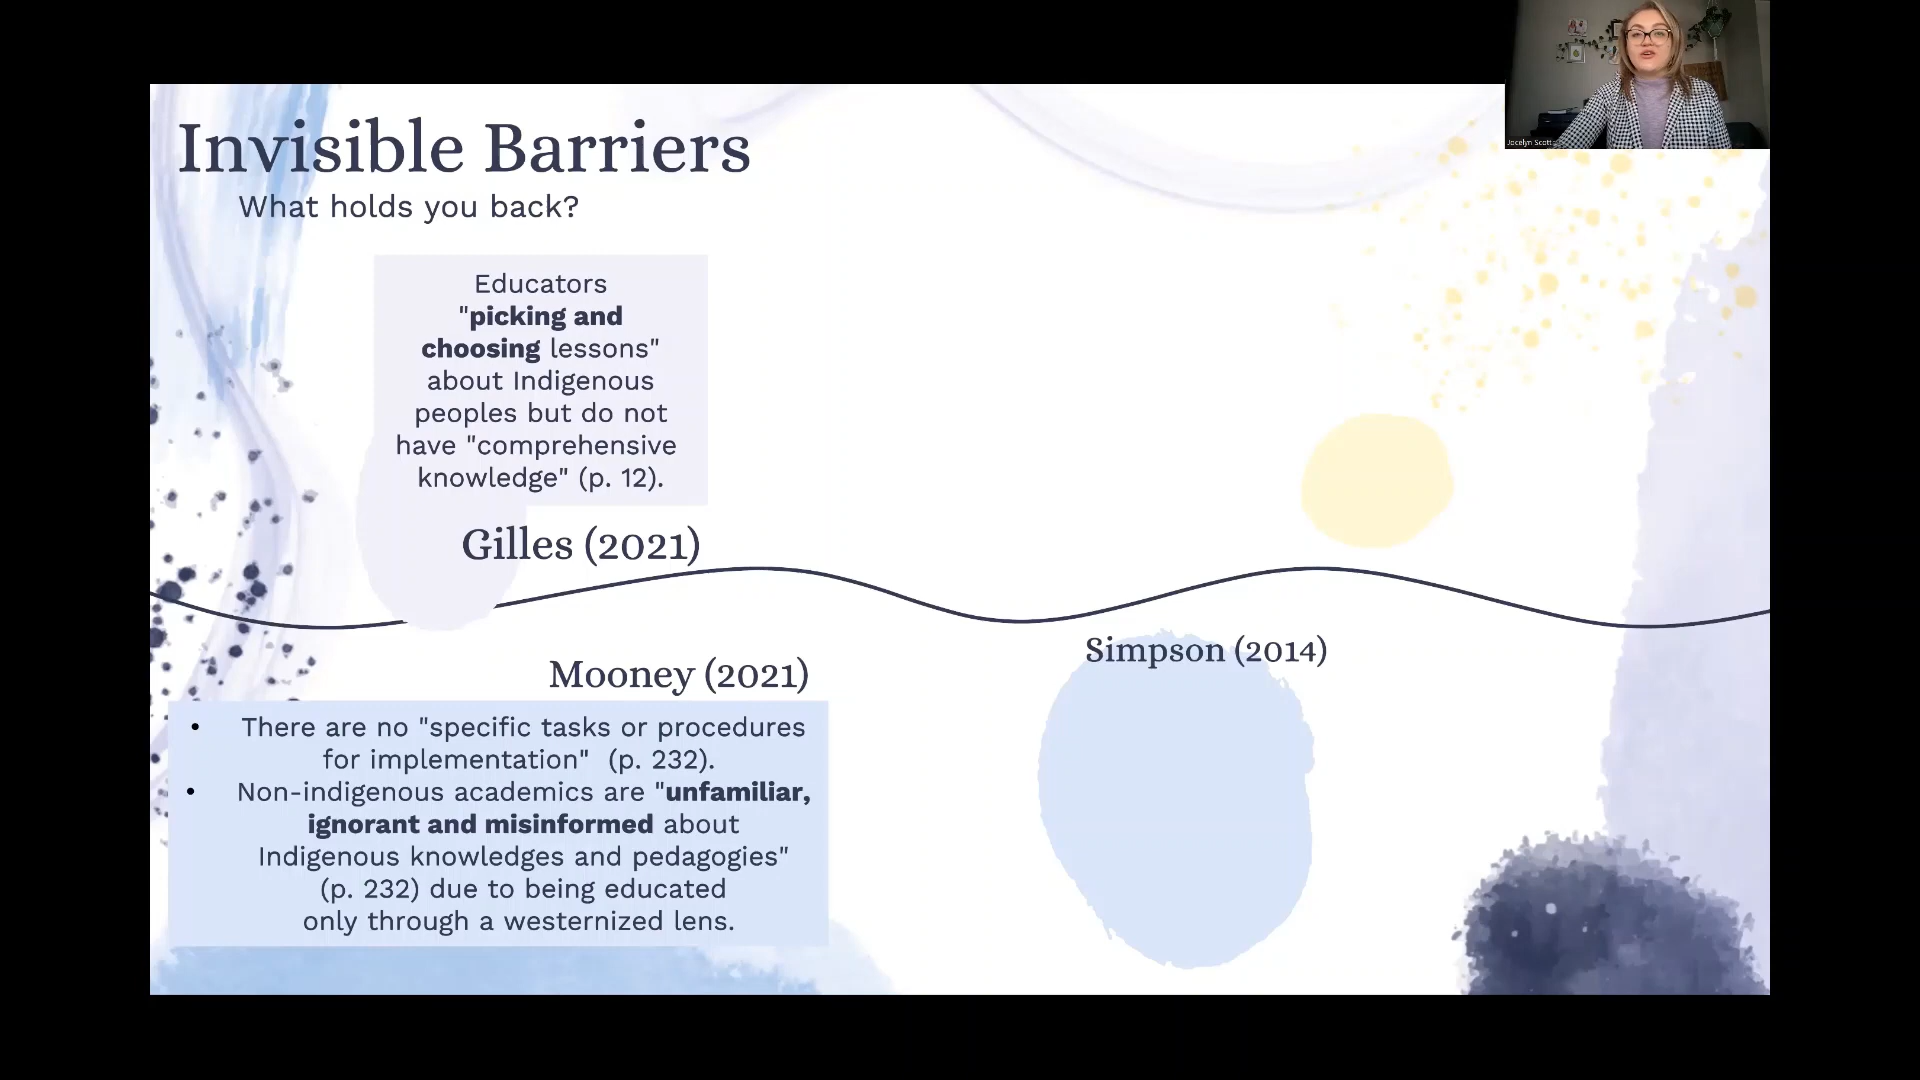 Invisible Barriers
What holds you back?
Educators
"picking and
choosing lessons"
about Indigenous
peoples but do not
have "comprehensive
knowledge" (p. 12).
Gilles (2021)
Mooney (2021)
• There are no "specific tasks or procedures
for implementation" (p. 232).
• Non-indigenous academics are "unfamiliar,
ignorant and misinformed about
Indigenous knowledges and pedagogies"
(p. 232) due to being educated
only through a westernized lens.
Simpson (2014)
Jocelyn Scott